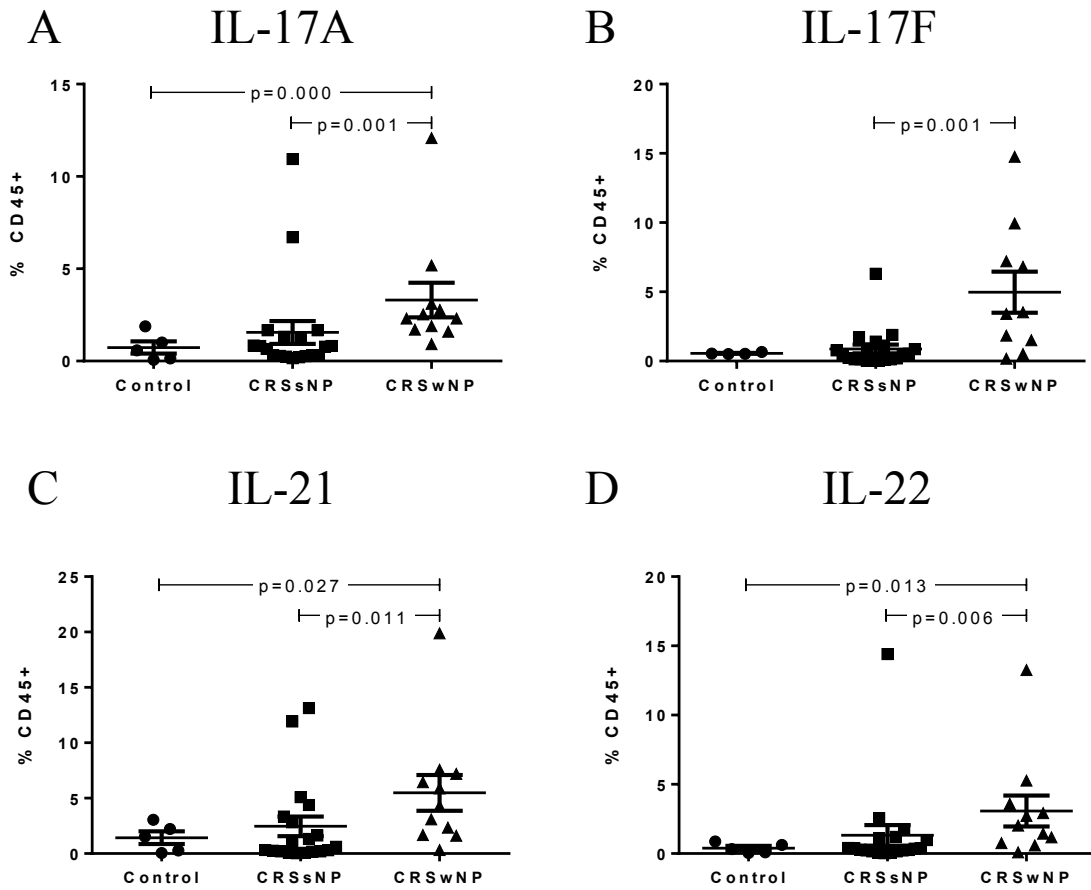 A IL-17A
15
10
5
0
% CD45+
p=0.000
p=0.001
Control CRSsNP CRSwNP
B IL-17F
20
15
10
5
0
% CD45+
p=0.001
Control CRSsNP CRSwNP
C IL-21
25
20
15
10
5
0
% CD45+
p=0.027
p=0.011
Control CRSsNP CRSwNP
D IL-22
20
15
10
5
0
% CD45+
p=0.013
p=0.006
Control CRSsNP CRSwNP